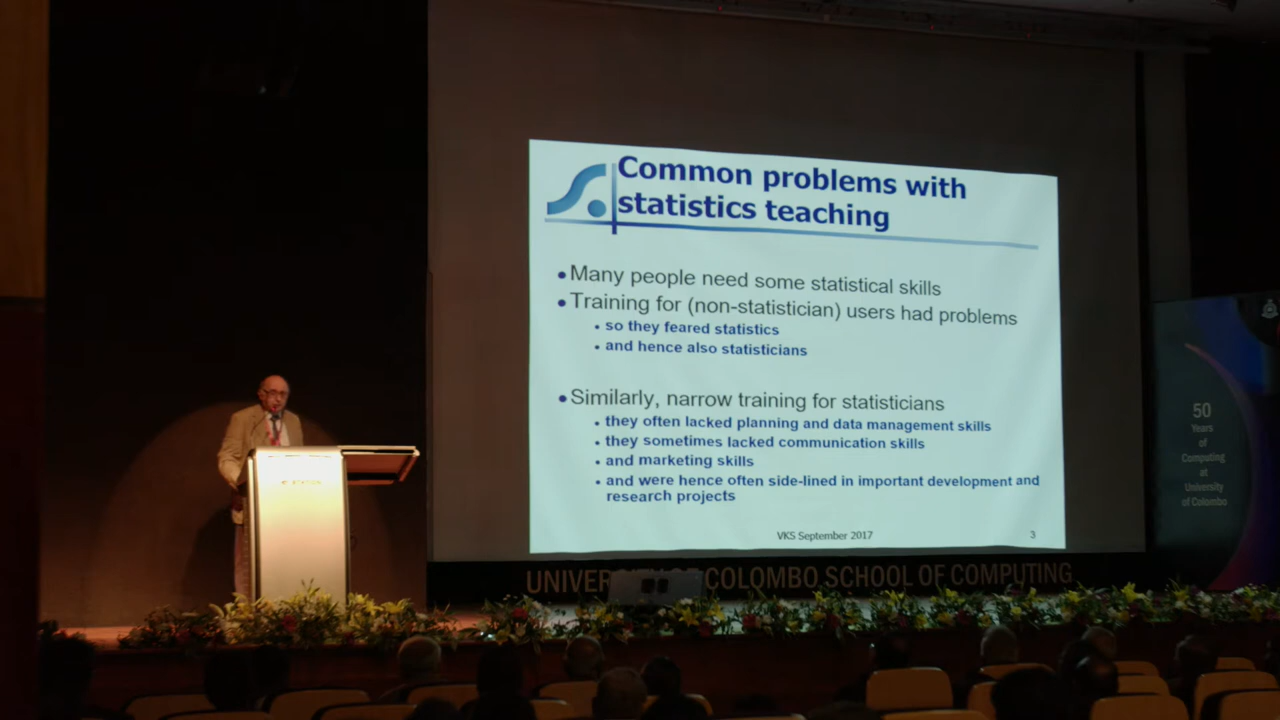 Common problems with
statistics teaching
•Many people need some statistical skills
•Training for (non-statistician) users had problems
• so they feared statistics
• and hence also statisticians
•Similarly, narrow training for statisticians
• they often lacked planning and data management skills
• they sometimes lacked communication skills
• and marketing skills
• and were hence often side-lined in important development and
research projects
VKS September 2017
3
50
Years
of
Computing
at
University
of Colombo
COLOMBO SCHOOL OF COMPUTING